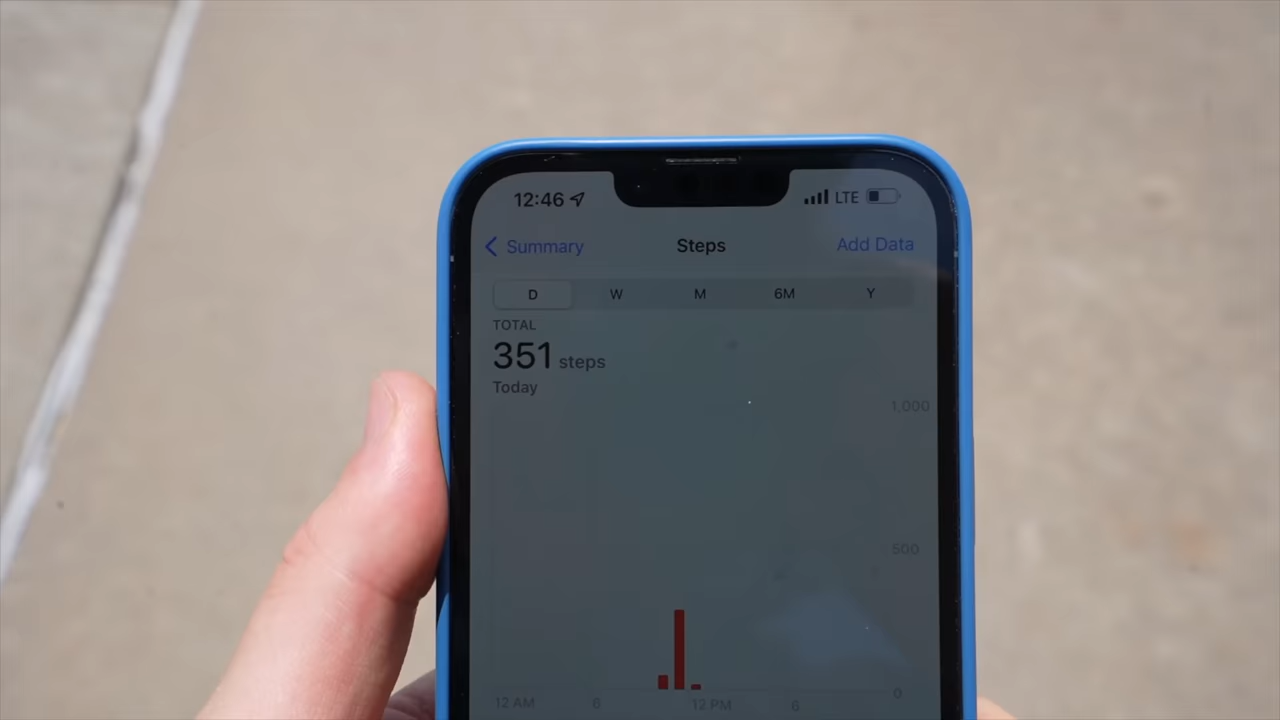 12:46 LTE
Summary Steps Add Data
D W M 6M Y
TOTAL
351 steps
Today
1,000
500
0
12 AM 6 12 PM 6